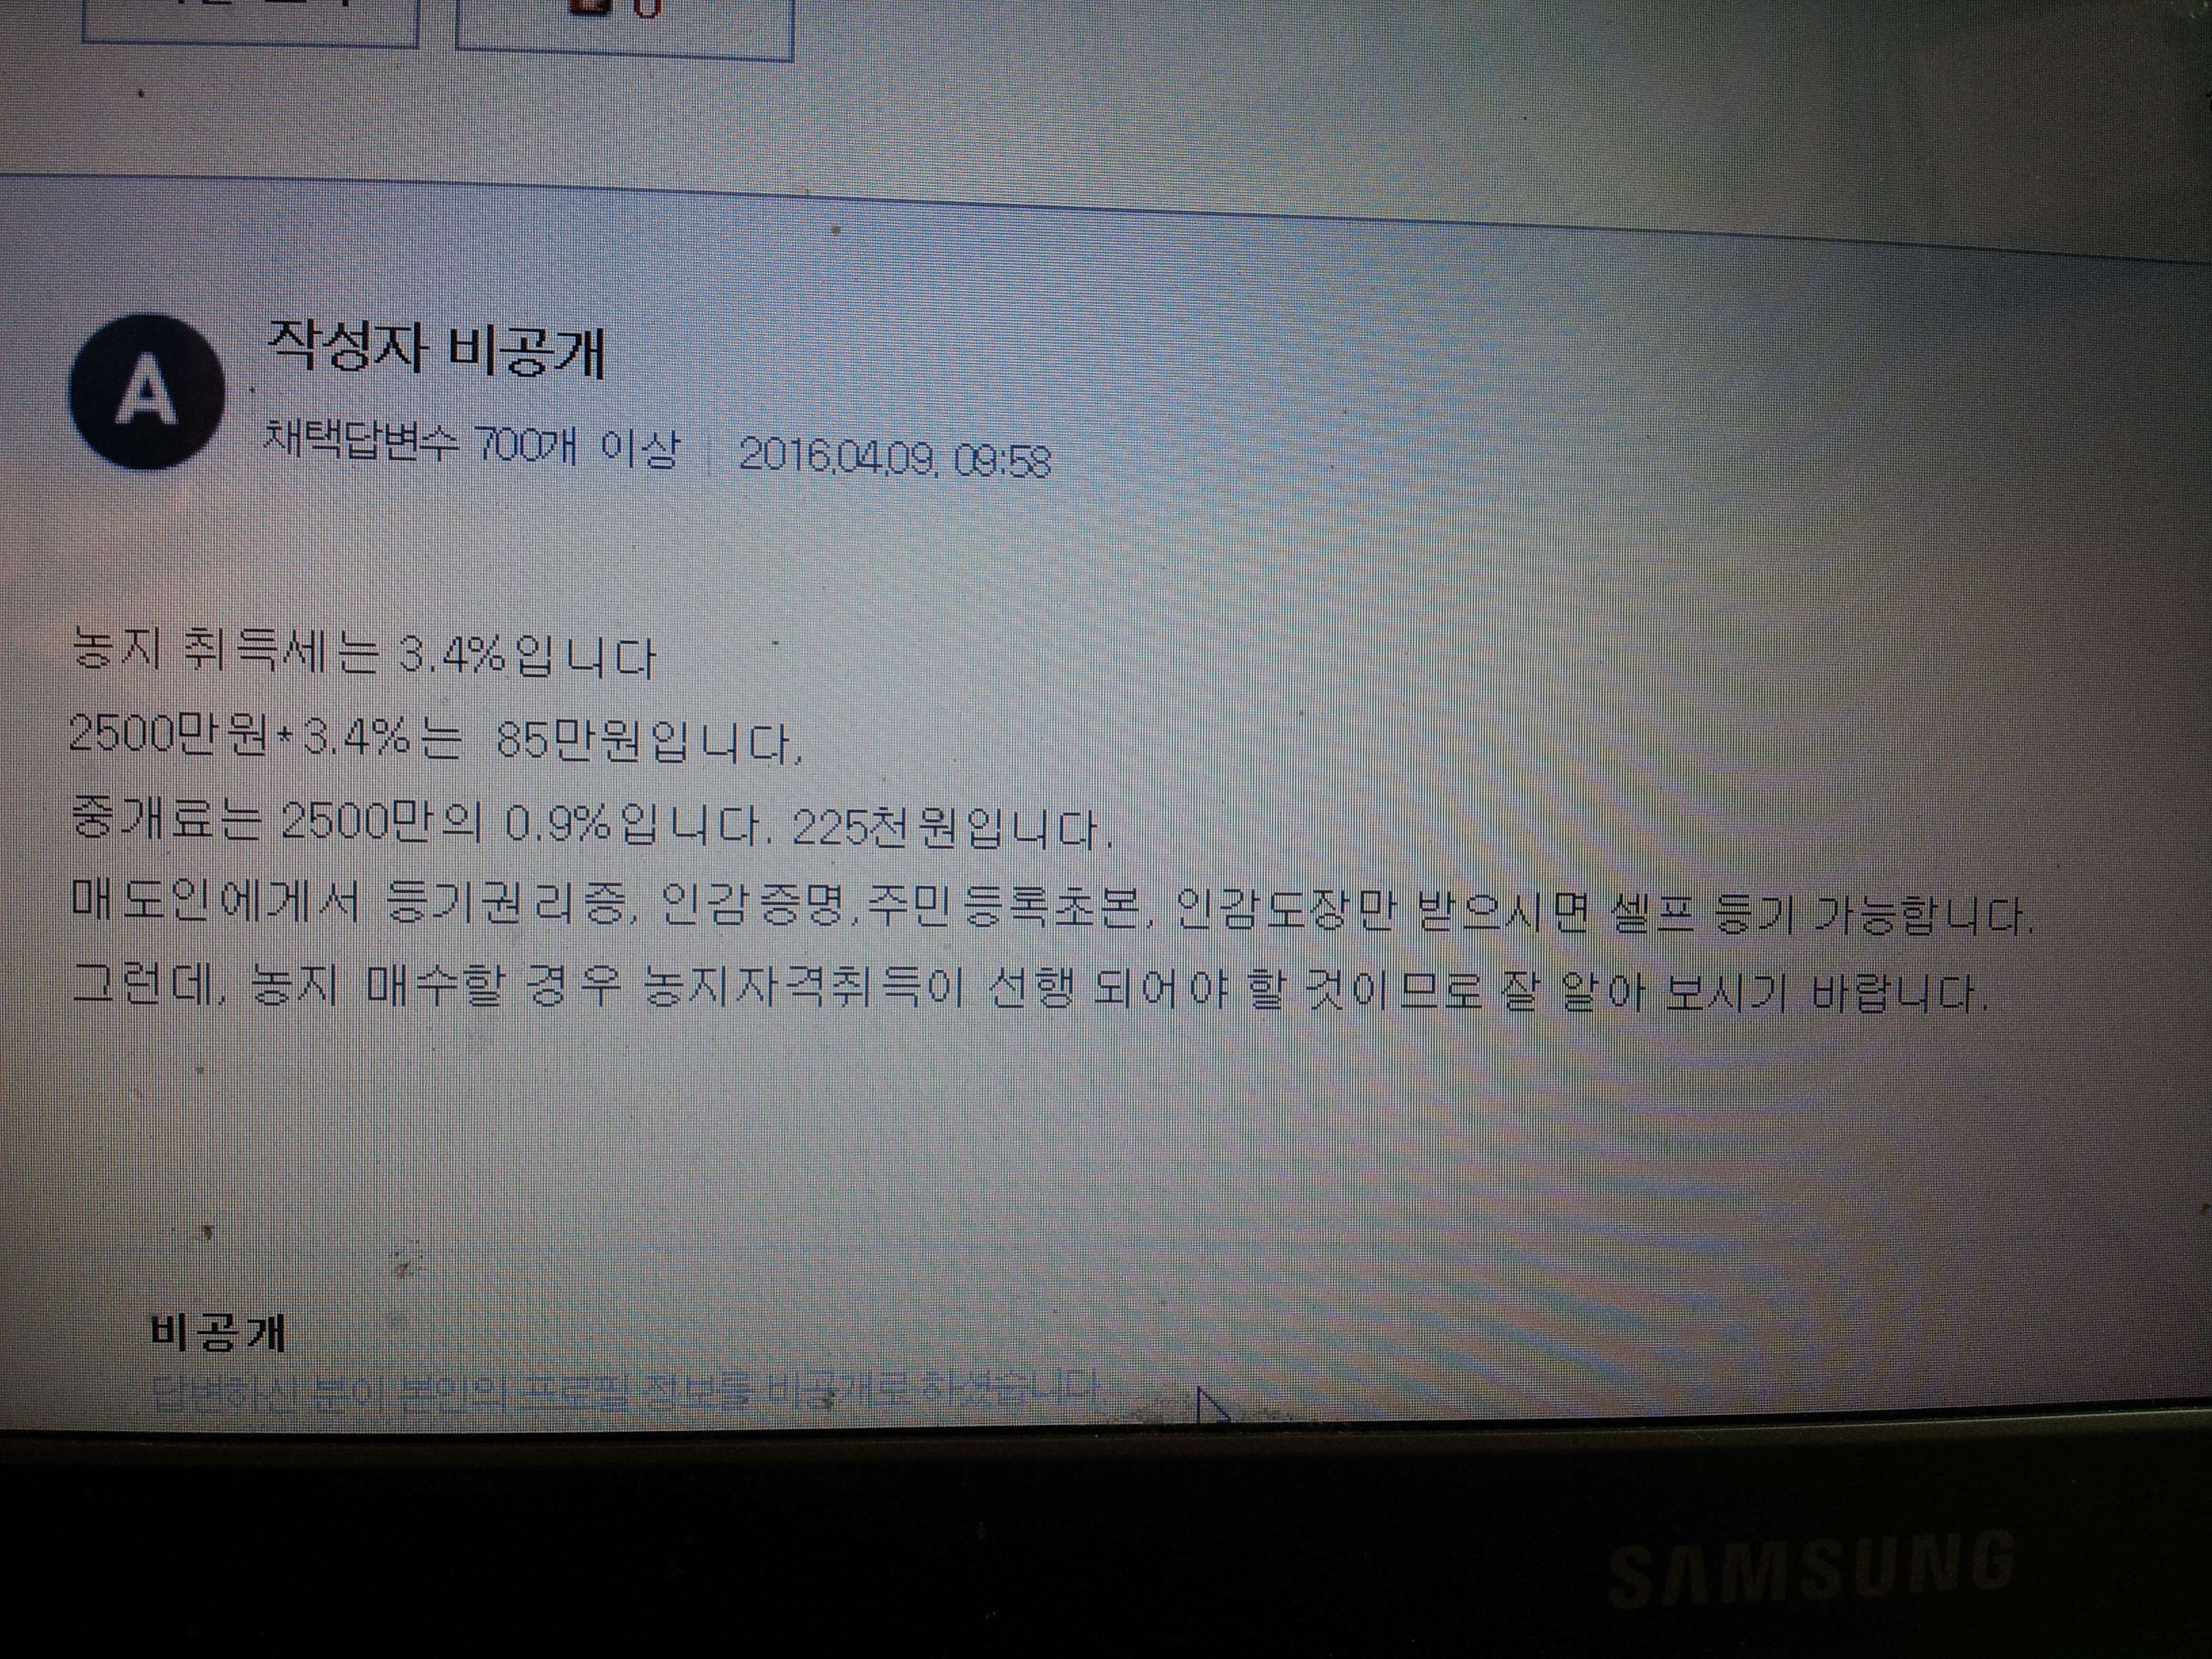 작성자 비공개
채택답변수 700개 이상 2016.04.09. 09:58
농지 취득세는 3.4%입니다
2500만원*3.4%는 85만원입니다.
중개료는 2500만의 0.9%입니다. 225천원입니다.
매도인에게서 등기권리증, 인감증명,주민등록초본, 인감도장만 받으시면 셀프 등기 가능합니다.
그런데, 농지 매수할 경우 농지자격취득이 선행 되어야 할 것이므로 잘 알아 보시기 바랍니다.
비공개
답변하신 분이 본인의 프로필 정보를 비공개로 하셨습니다.
SAMSUNG